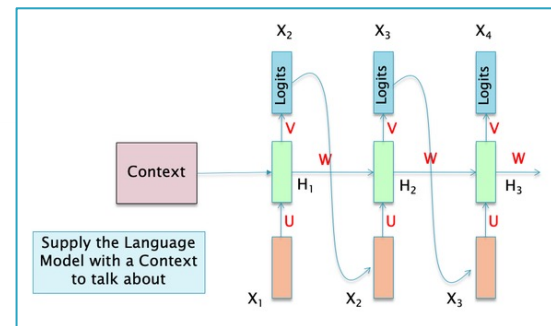 X2 X3 X4
Logits Logits Logits
V V V
Context
W W W
H1 H2 H3
U U U
Supply the Language
Model with a Context
to talk about
X1 X2 X3